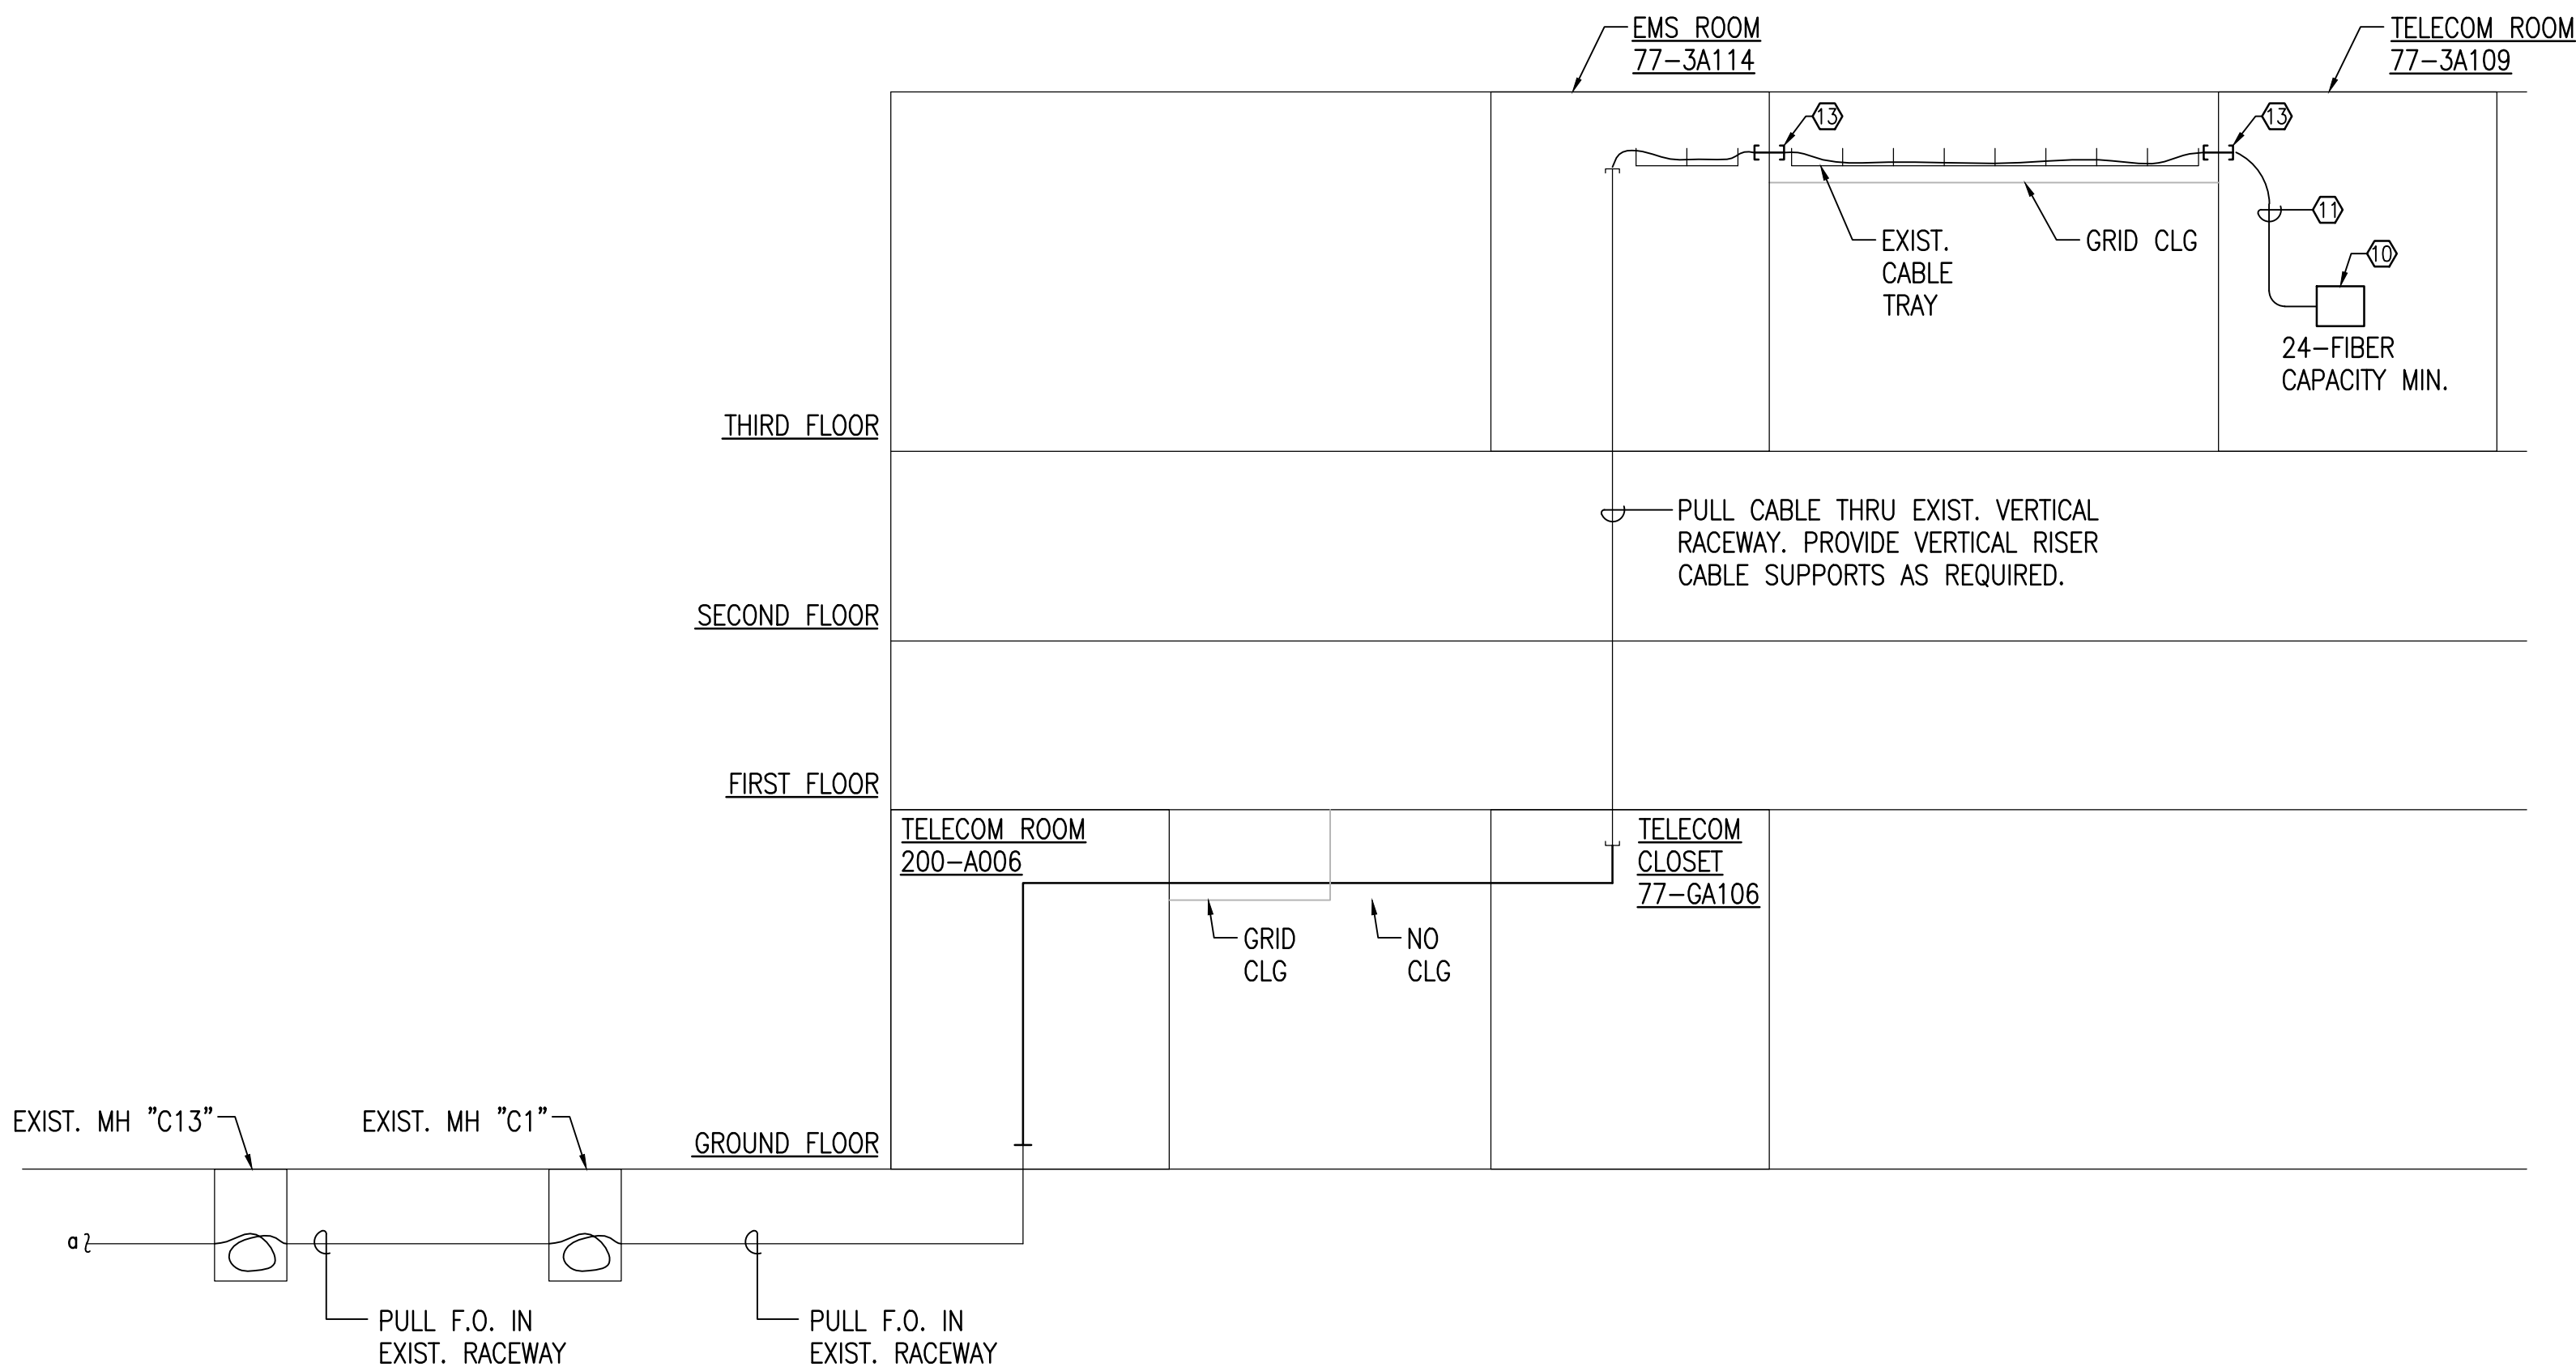 EMS ROOM
77-3A114
TELECOM ROOM
77-3A109
13
13
11
10
EXIST.
CABLE
TRAY
GRID CLG
24-FIBER
CAPACITY MIN.
THIRD FLOOR
PULL CABLE THRU EXIST. VERTICAL
RACEWAY. PROVIDE VERTICAL RISER
CABLE SUPPORTS AS REQUIRED.
SECOND FLOOR
FIRST FLOOR
TELECOM ROOM
200-A006
TELECOM
CLOSET
77-GA106
GRID
CLG
NO
CLG
EXIST. MH "C13"
EXIST. MH "C1"
GROUND FLOOR
a
PULL F.O. IN
EXIST. RACEWAY
PULL F.O. IN
EXIST. RACEWAY